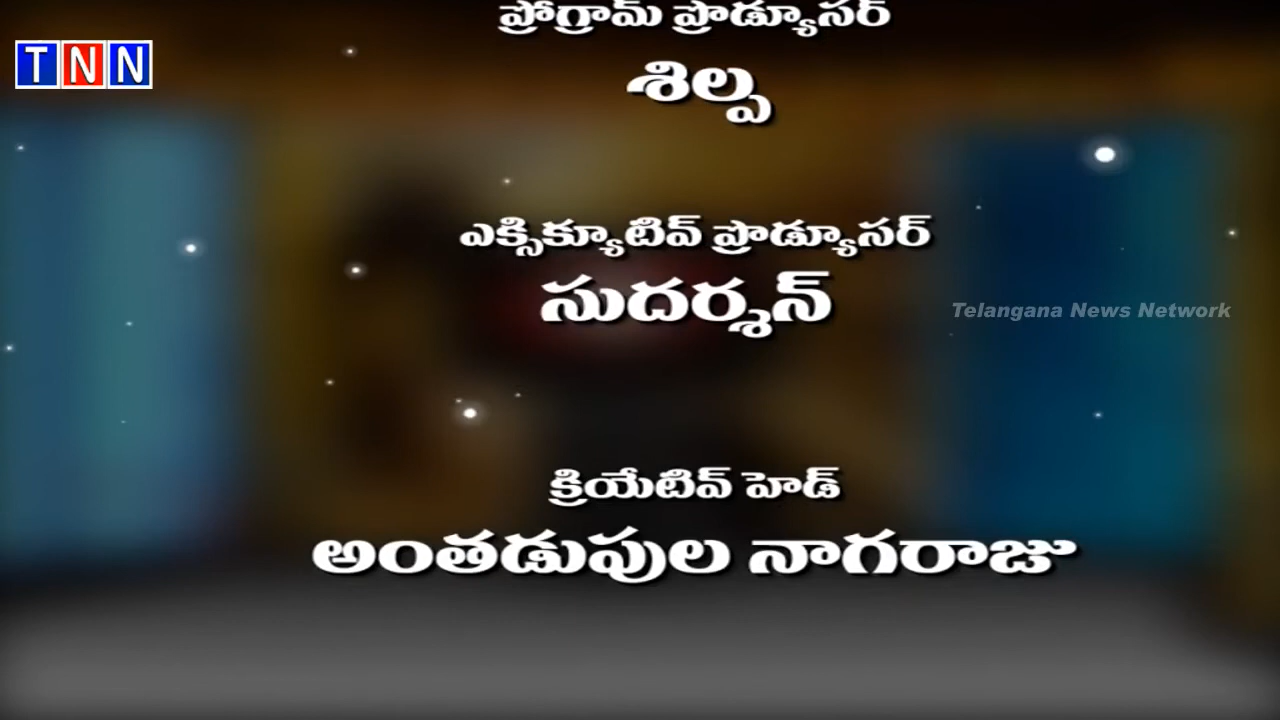 ప్రోగ్రామ్ ప్రొడ్యూసర్
TNN
శిల్ప
ఎక్సిక్యూటివ్ ప్రొడ్యూసర్
సుదర్శన్
Telangana News Network
క్రియేటివ్ హెడ్
అంతడుపుల నాగరాజు